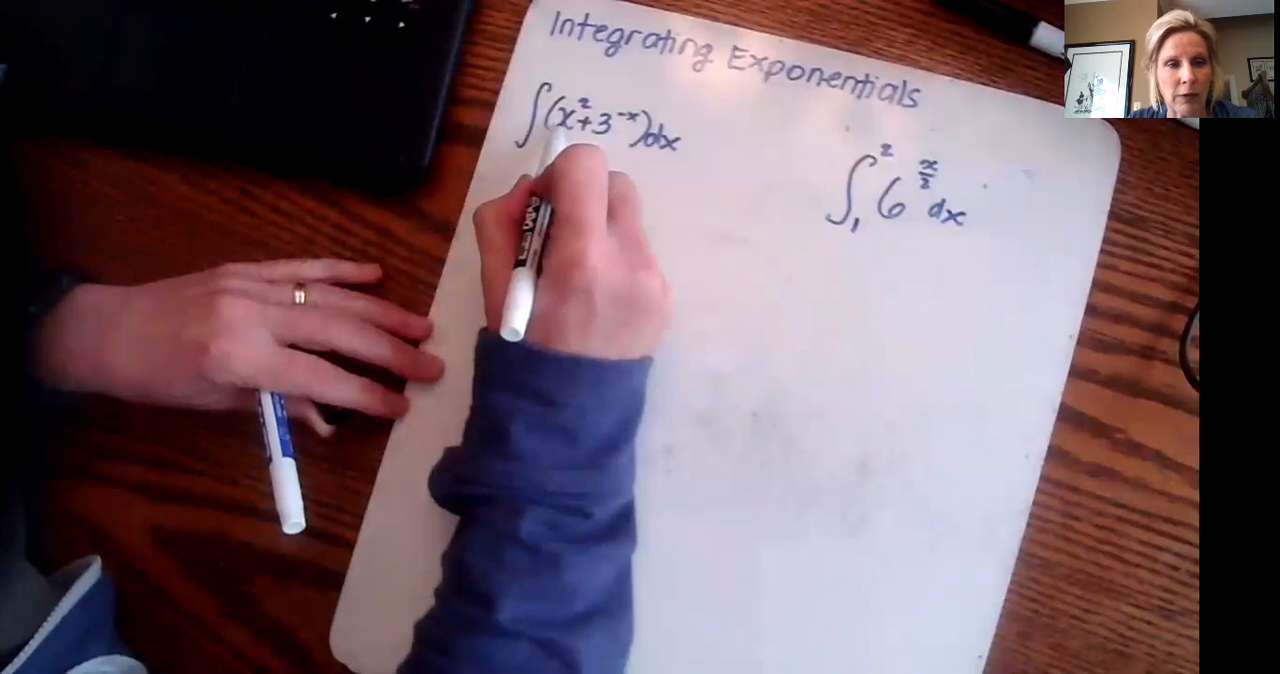 Integrating Exponentials
∫(x²+3⁻ˣ)dx
∫₁² 6^(x/2) dx